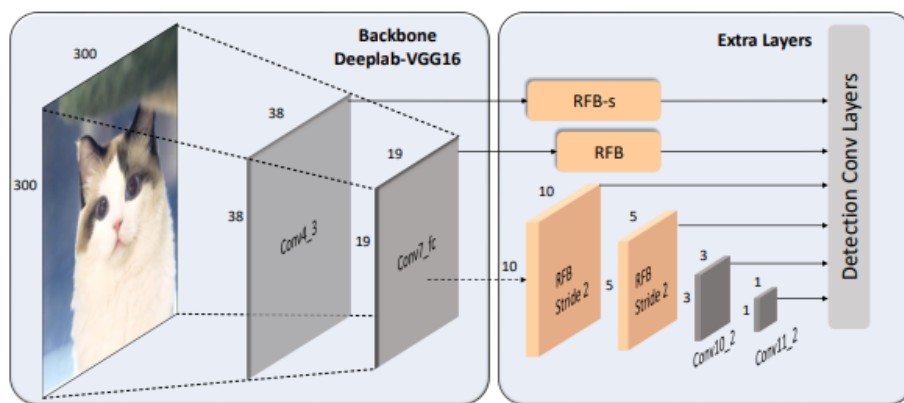 Backbone
Deeplab-VGG16
300
300
38
38
Conv4_3
19
19
Conv7_fc
Extra Layers
RFB-s
RFB
10
10
RFB
Stride 2
5
5
RFB
Stride 2
3
3
Conv10_2
1
1
Conv11_2
Detection Conv Layers